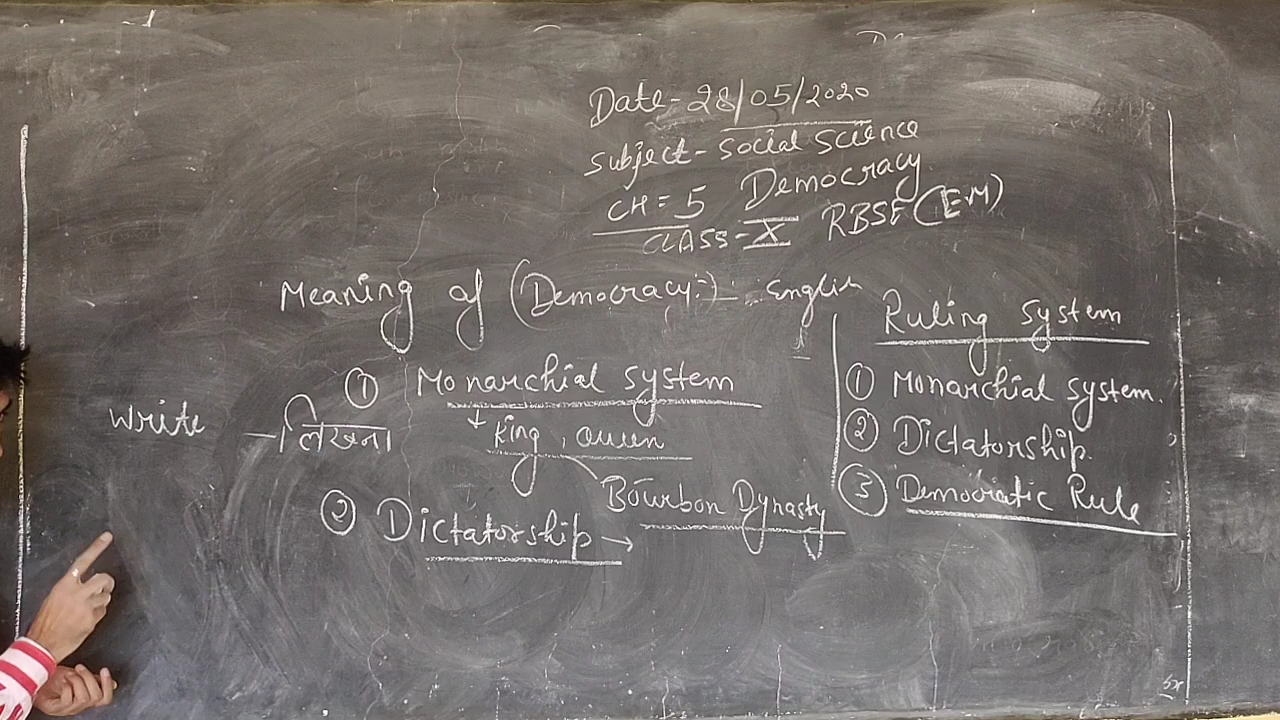 Date- 28/05/2020
Subject- Social Science
CH = 5 Democracy
CLASS- X RBSE (EM)
Meaning of (Democracy:-) English
① Monarchial system
Write - लिखना
King, Queen
Bourbon Dynasty
② Dictatorship →
Ruling system
① Monarchial system.
② Dictatorship.
③ Democratic Rule